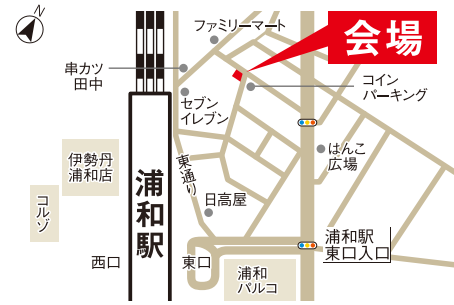 N
ファミリーマート
会場
串カツ
田中
コイン
パーキング
セブン
イレブン
はんこ
広場
伊勢丹
浦和店
東通り
浦和駅
コルソ
日高屋
浦和駅
東口入口
西口
東口
浦和
パルコ